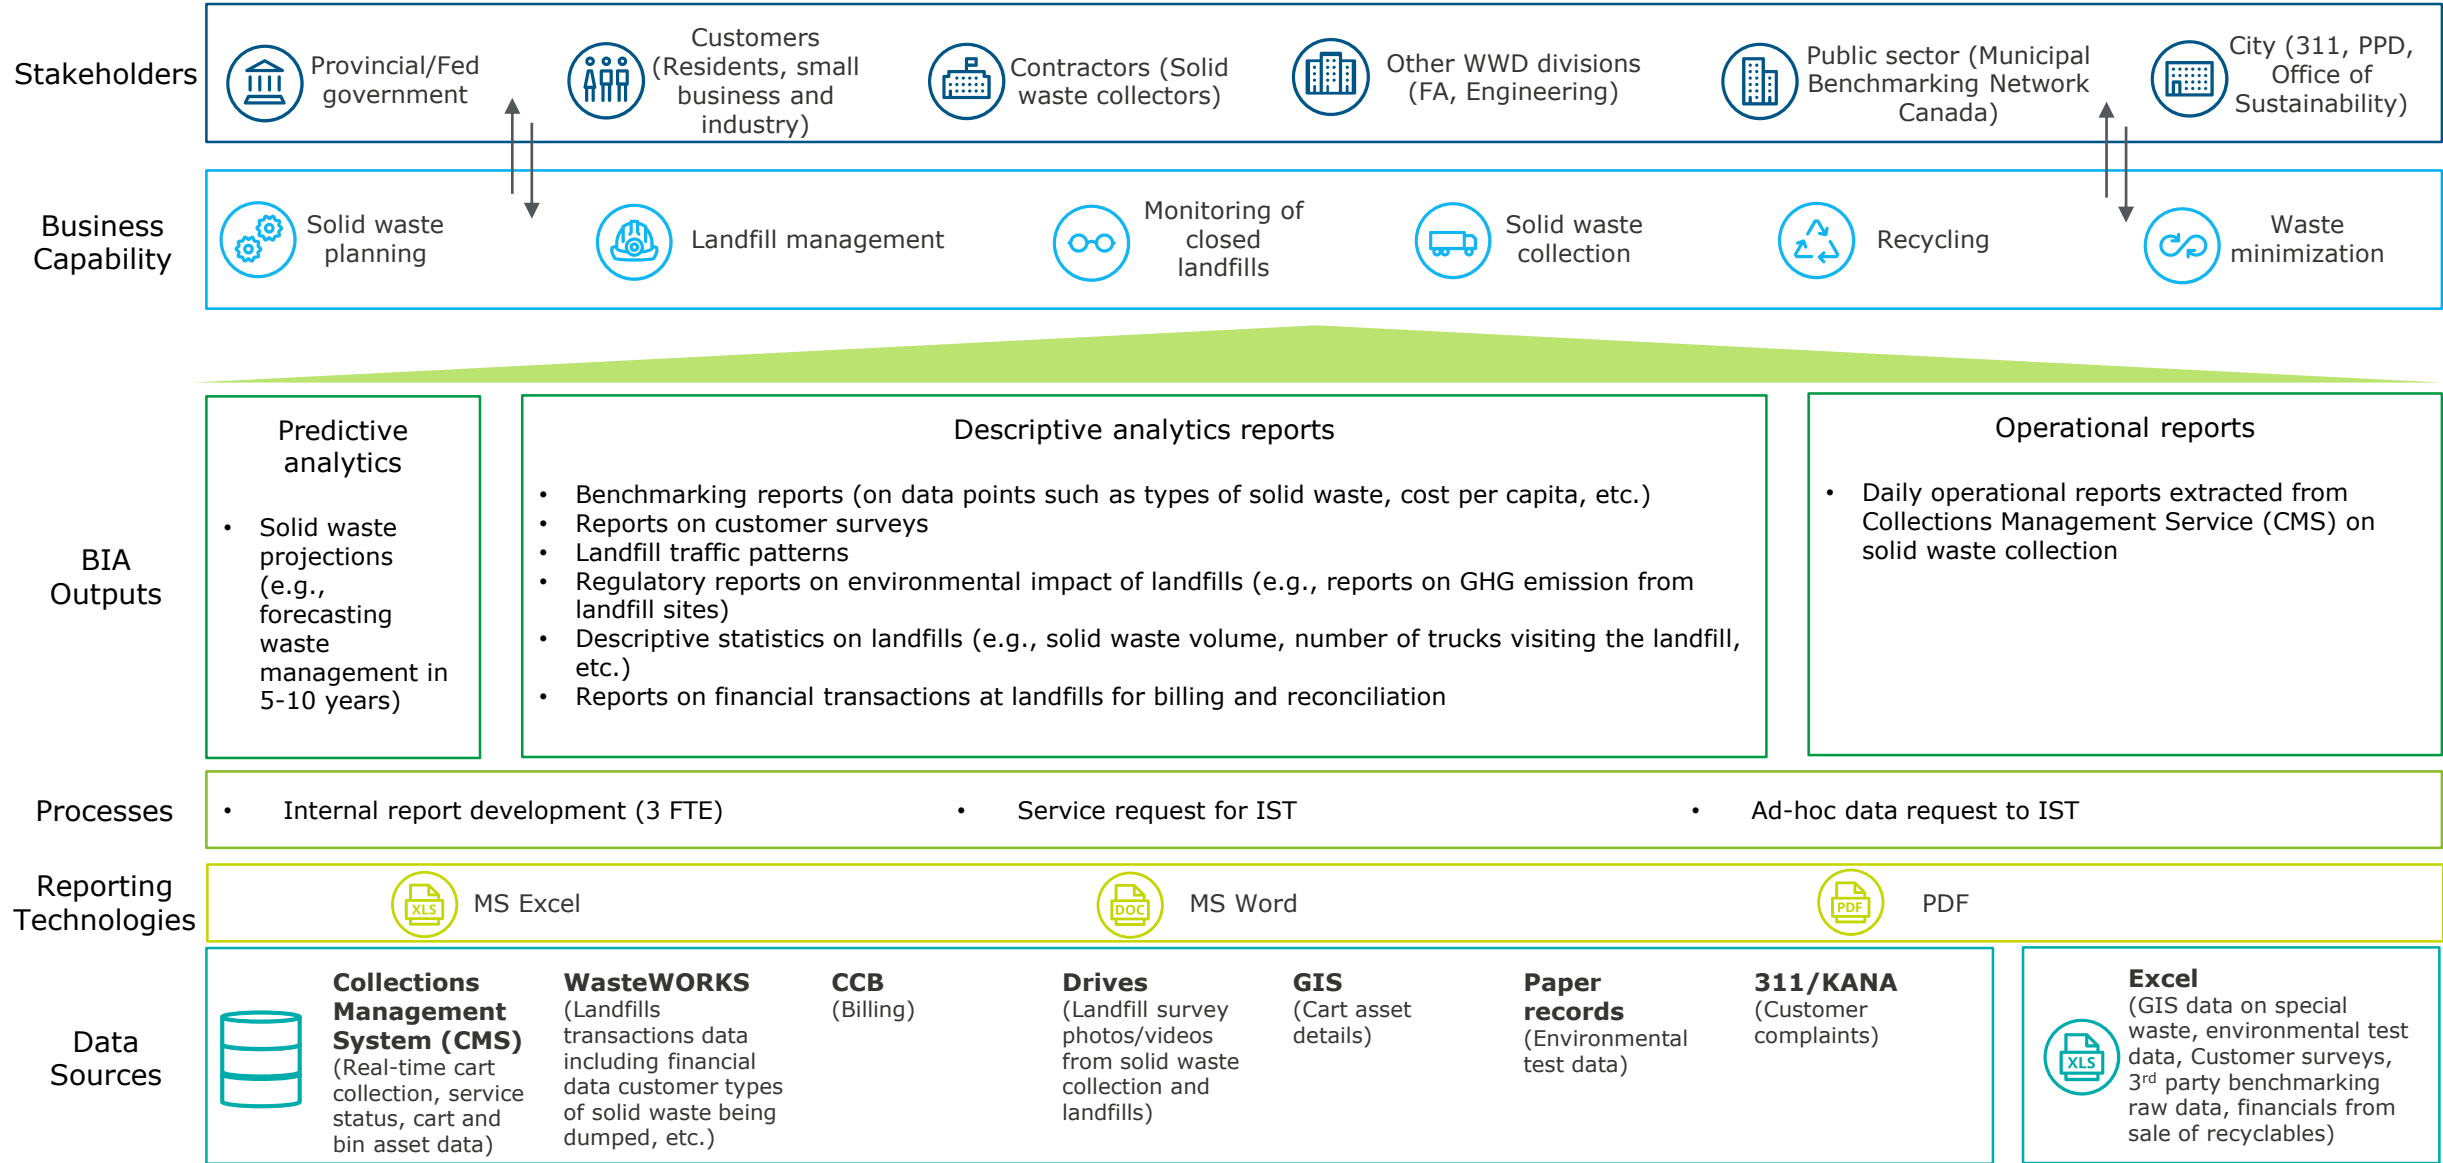 Stakeholders
Provincial/Fed
government
Customers
(Residents, small
business and
industry)
Contractors (Solid
waste collectors)
Other WWD divisions
(FA, Engineering)
Public sector (Municipal
Benchmarking Network
Canada)
City (311, PPD,
Office of
Sustainability)
Business
Capability
Solid waste
planning
Landfill management
Monitoring of
closed
landfills
Solid waste
collection
Recycling
Waste
minimization
BIA
Outputs
Predictive
analytics
• Solid waste
projections
(e.g.,
forecasting
waste
management in
5-10 years)
Descriptive analytics reports
• Benchmarking reports (on data points such as types of solid waste, cost per capita, etc.)
• Reports on customer surveys
• Landfill traffic patterns
• Regulatory reports on environmental impact of landfills (e.g., reports on GHG emission from
landfill sites)
• Descriptive statistics on landfills (e.g., solid waste volume, number of trucks visiting the landfill,
etc.)
• Reports on financial transactions at landfills for billing and reconciliation
Operational reports
• Daily operational reports extracted from
Collections Management Service (CMS) on
solid waste collection
Processes
• Internal report development (3 FTE)
• Service request for IST
• Ad-hoc data request to IST
Reporting
Technologies
XLS
MS Excel
DOC
MS Word
PDF
PDF
Data
Sources
Collections
Management
System (CMS)
(Real-time cart
collection, service
status, cart and
bin asset data)
WasteWORKS
(Landfills
transactions data
including financial
data customer types
of solid waste being
dumped, etc.)
CCB
(Billing)
Drives
(Landfill survey
photos/videos
from solid waste
collection and
landfills)
GIS
(Cart asset
details)
Paper
records
(Environmental
test data)
311/KANA
(Customer
complaints)
XLS
Excel
(GIS data on special
waste, environmental test
data, Customer surveys,
3rd party benchmarking
raw data, financials from
sale of recyclables)